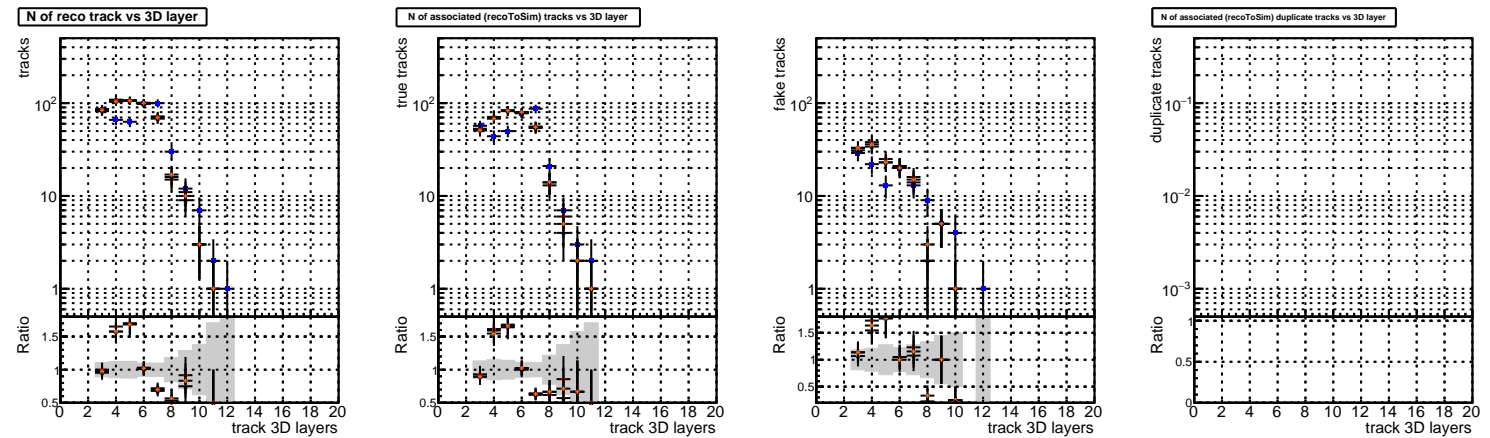 N of reco track vs 3D layer
tracks
10²
10
1
Ratio
1.5
1
0.5
0 2 4 6 8 10 12 14 16 18 20
track 3D layers
N of associated (recoToSim) tracks vs 3D layer
true tracks
10²
10
1
Ratio
1.5
1
0.5
0 2 4 6 8 10 12 14 16 18 20
track 3D layers
fake tracks
10²
10
1
Ratio
1.5
1
0.5
0 2 4 6 8 10 12 14 16 18 20
track 3D layers
N of associated (recoToSim) duplicate tracks vs 3D layer
duplicate tracks
10⁻¹
10⁻²
10⁻³
Ratio
1
0.5
0
0 2 4 6 8 10 12 14 16 18 20
track 3D layers